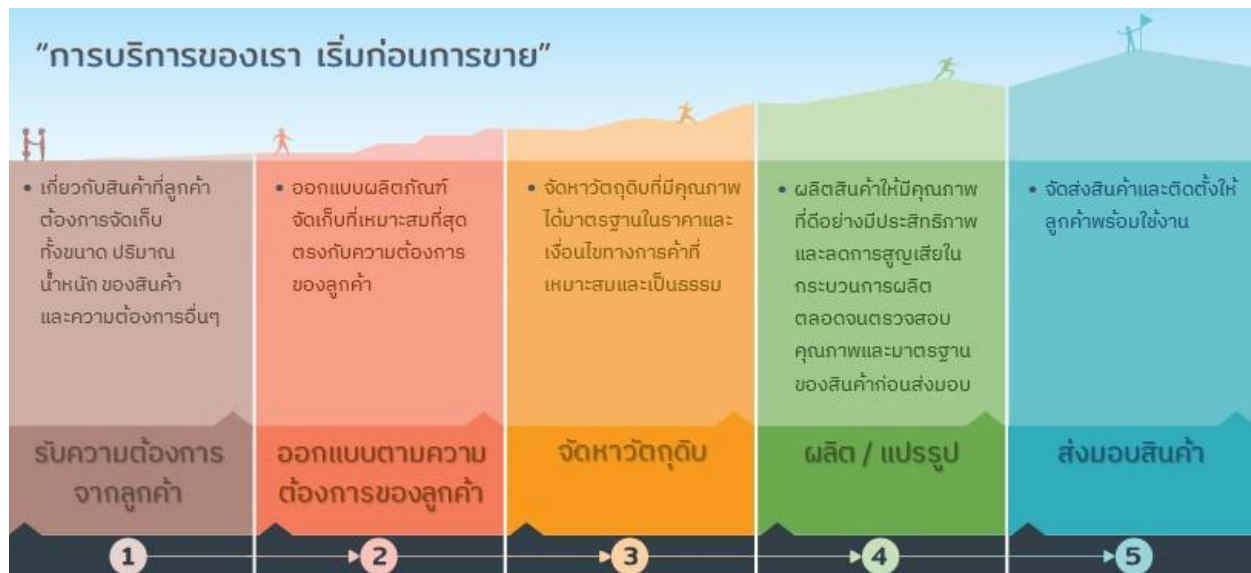 “การบริการของเรา เริ่มก่อนการขาย”
• เกี่ยวกับสินค้าที่ลูกค้า
ต้องการจัดเก็บ
ทั้งขนาด ปริมาณ
น้ำหนัก ของสินค้า
และความต้องการอื่นๆ
รับความต้องการ
จากลูกค้า
1
• ออกแบบผลิตภัณฑ์
จัดเก็บที่เหมาะสมที่สุด
ตรงกับความต้องการ
ของลูกค้า
ออกแบบตามความ
ต้องการของลูกค้า
2
• จัดหาวัตถุดิบที่มีคุณภาพ
ได้มาตรฐานในราคาและ
เงื่อนไขทางการค้าที่
เหมาะสมและเป็นธรรม
จัดหาวัตถุดิบ
3
• ผลิตสินค้าให้มีคุณภาพ
ที่ดีอย่างมีประสิทธิภาพ
และลดการสูญเสียใน
กระบวนการผลิต
ตลอดจนตรวจสอบ
คุณภาพและมาตรฐาน
ของสินค้าก่อนส่งมอบ
ผลิต / แปรรูป
4
• จัดส่งสินค้าและติดตั้งให้
ลูกค้าพร้อมใช้งาน
ส่งมอบสินค้า
5